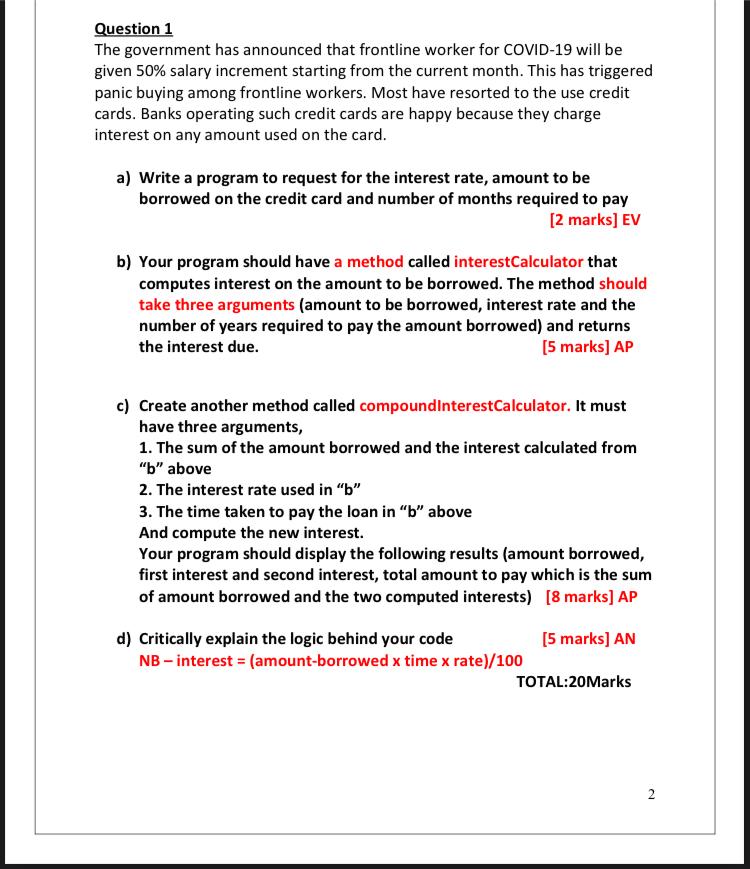 Question 1
The government has announced that frontline worker for COVID-19 will be
given 50% salary increment starting from the current month. This has triggered
panic buying among frontline workers. Most have resorted to the use credit
cards. Banks operating such credit cards are happy because they charge
interest on any amount used on the card.
a) Write a program to request for the interest rate, amount to be
borrowed on the credit card and number of months required to pay
[2 marks] EV
b) Your program should have a method called interestCalculator that
computes interest on the amount to be borrowed. The method should
take three arguments (amount to be borrowed, interest rate and the
number of years required to pay the amount borrowed) and returns
the interest due. [5 marks] AP
c) Create another method called compoundInterestCalculator. It must
have three arguments,
1. The sum of the amount borrowed and the interest calculated from
“b” above
2. The interest rate used in “b”
3. The time taken to pay the loan in “b” above
And compute the new interest.
Your program should display the following results (amount borrowed,
first interest and second interest, total amount to pay which is the sum
of amount borrowed and the two computed interests) [8 marks] AP
d) Critically explain the logic behind your code [5 marks] AN
NB – interest = (amount-borrowed x time x rate)/100
TOTAL:20Marks
2